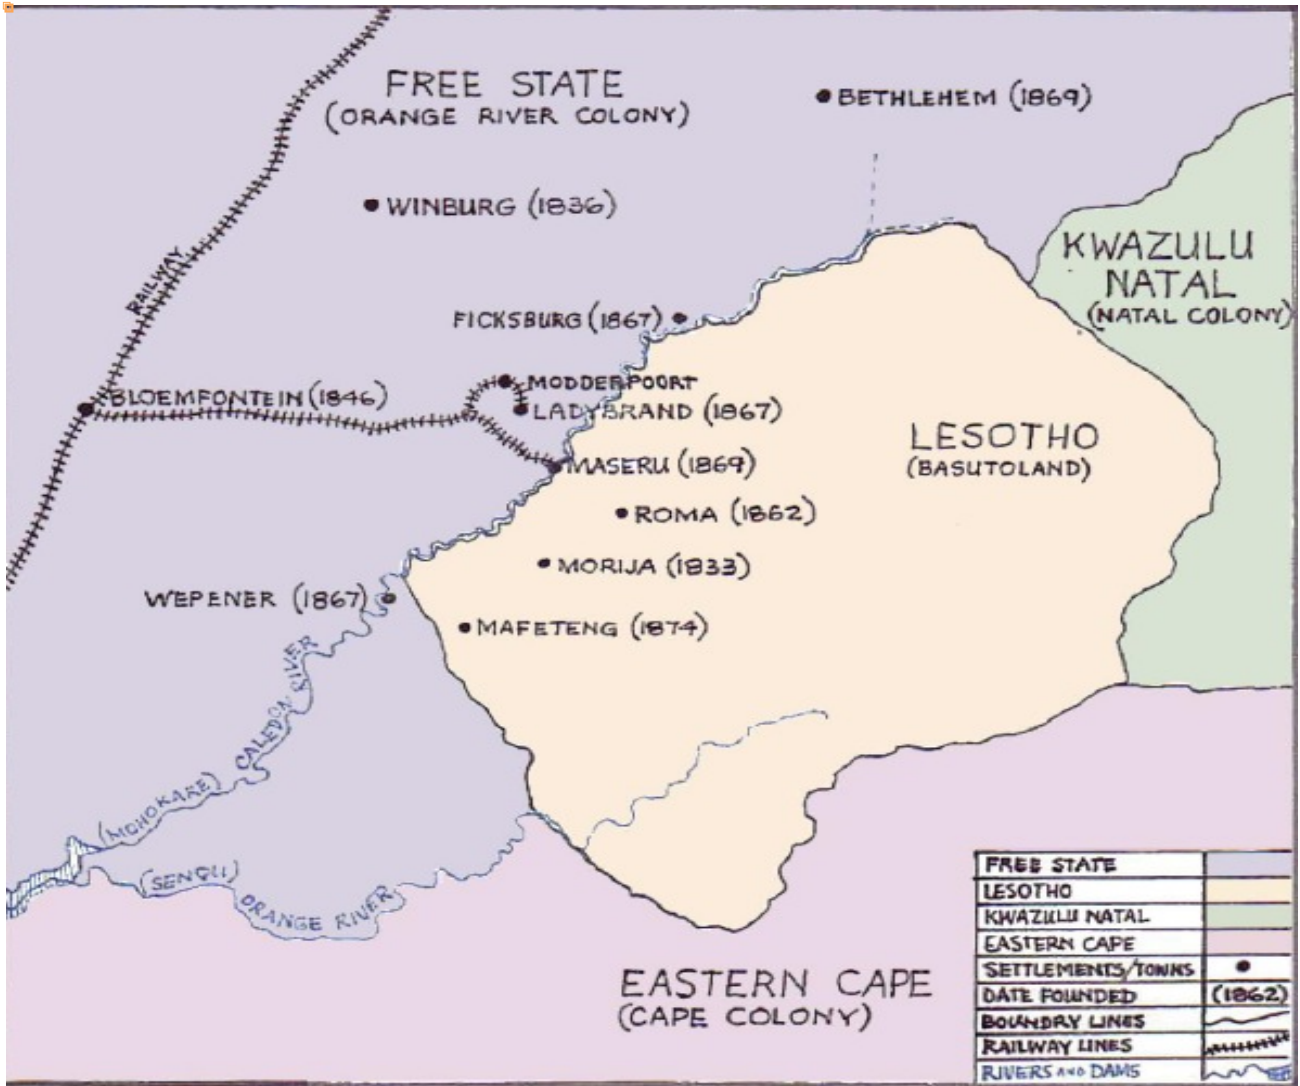 FREE STATE
(ORANGE RIVER COLONY)
BETHLEHEM (1869)
WINBURG (1836)
RAILWAY
KWAZULU
NATAL
(NATAL COLONY)
FICKSBURG (1867)
MODDERPOORT
BLOEMFONTEIN (1846)
LADYBRAND (1867)
LESOTHO
(BASUTOLAND)
MASERU (1869)
ROMA (1862)
MORIJA (1833)
WEPENER (1867)
MAFETENG (1874)
CALEDON RIVER
(MOHOKARE)
(SENQU)
ORANGE RIVER
EASTERN CAPE
(CAPE COLONY)
FREE STATE
LESOTHO
KWAZULU NATAL
EASTERN CAPE
SETTLEMENTS/TOWNS
DATE FOUNDED (1862)
BOUNDRY LINES
RAILWAY LINES
RIVERS AND DAMS